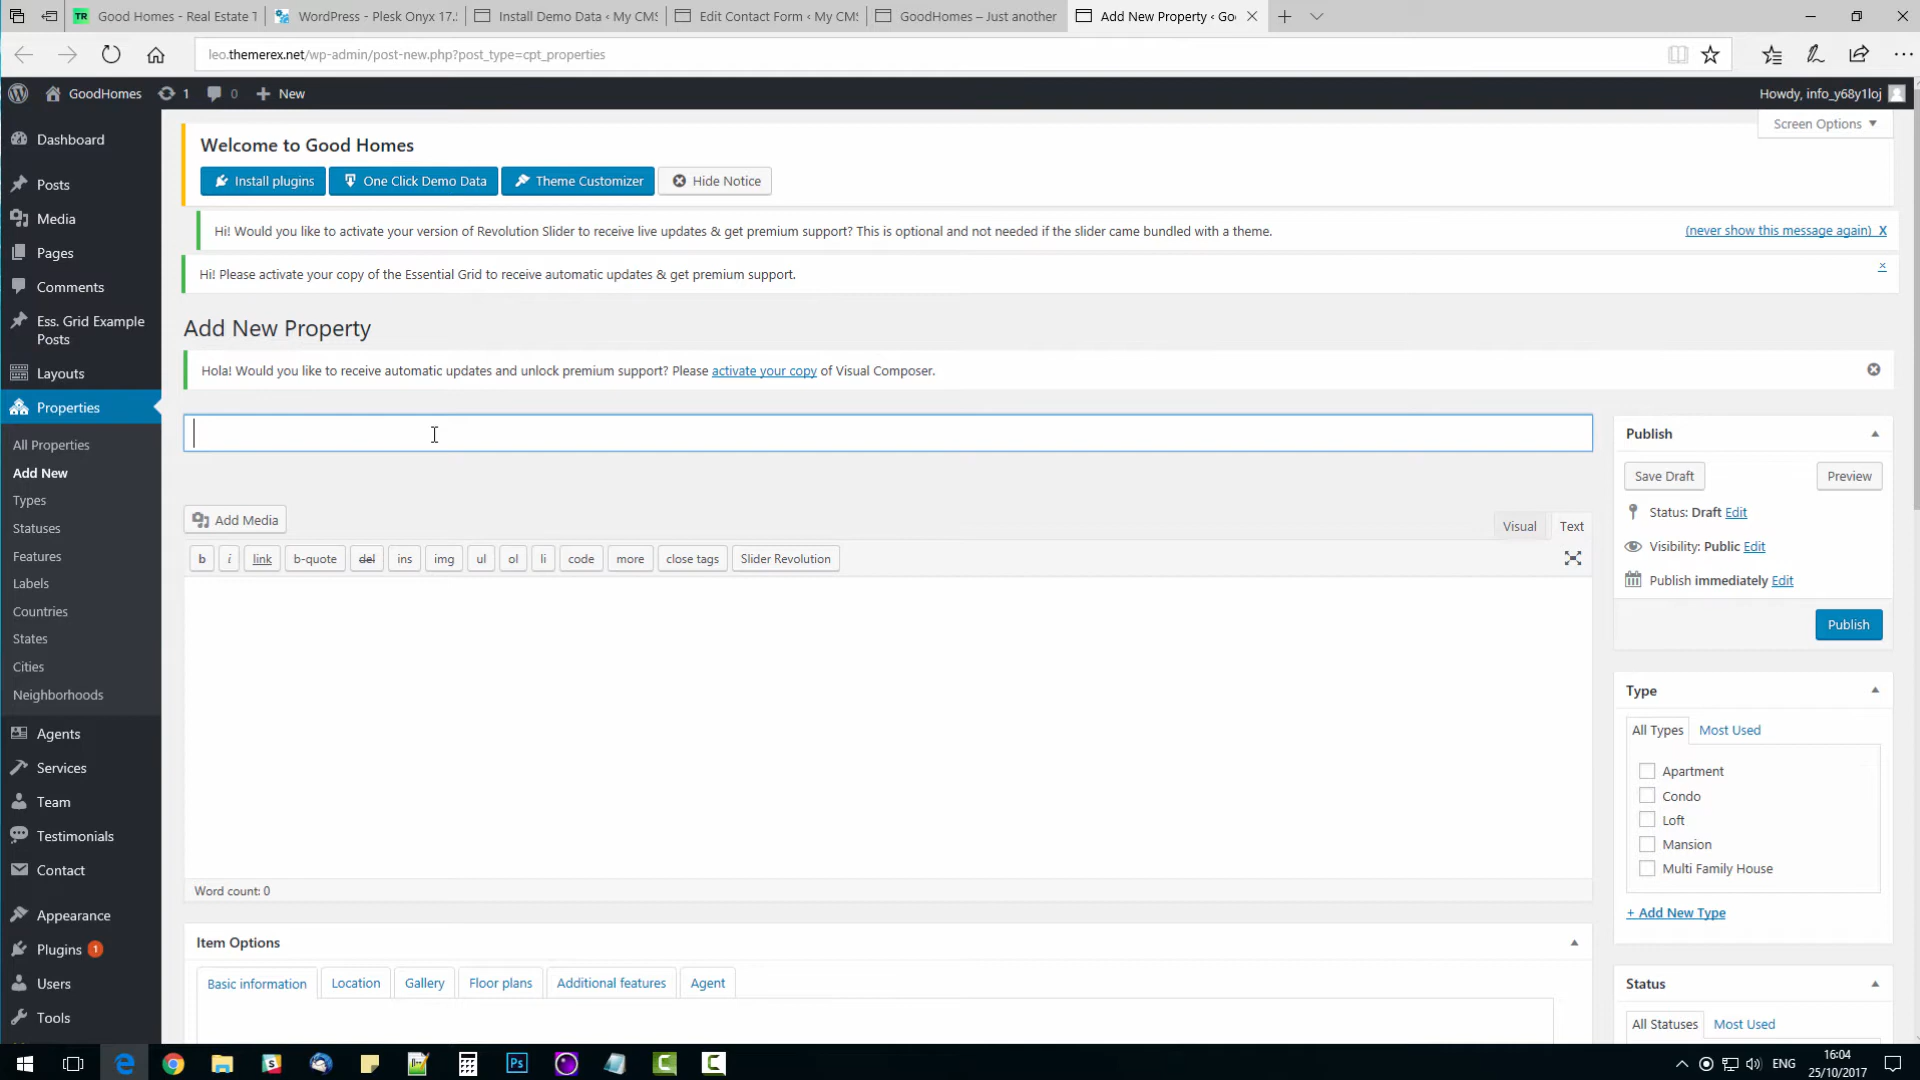 TR Good Homes - Real Estate T
WordPress - Plesk Onyx 17.
Install Demo Data ‹ My CMS
Edit Contact Form ‹ My CMS
GoodHomes – Just another
Add New Property ‹ Go
leo.themerex.net/wp-admin/post-new.php?post_type=cpt_properties
GoodHomes 1 0 + New
Howdy, info_y68y1loj
Screen Options
Dashboard
Posts
Media
Pages
Comments
Ess. Grid Example
Posts
Layouts
Properties
All Properties
Add New
Types
Statuses
Features
Labels
Countries
States
Cities
Neighborhoods
Agents
Services
Team
Testimonials
Contact
Appearance
Plugins 1
Users
Tools
Welcome to Good Homes
Install plugins One Click Demo Data Theme Customizer Hide Notice
Hi! Would you like to activate your version of Revolution Slider to receive live updates & get premium support? This is optional and not needed if the slider came bundled with a theme.
(never show this message again) X
Hi! Please activate your copy of the Essential Grid to receive automatic updates & get premium support.
×
Add New Property
Hola! Would you like to receive automatic updates and unlock premium support? Please activate your copy of Visual Composer.
Add Media
Visual Text
b i link b-quote del ins img ul ol li code more close tags Slider Revolution
Word count: 0
Item Options
Basic information Location Gallery Floor plans Additional features Agent
Publish
Save Draft Preview
Status: Draft Edit
Visibility: Public Edit
Publish immediately Edit
Publish
Type
All Types Most Used
Apartment
Condo
Loft
Mansion
Multi Family House
+ Add New Type
Status
All Statuses Most Used
Ps
ENG
16:04
25/10/2017